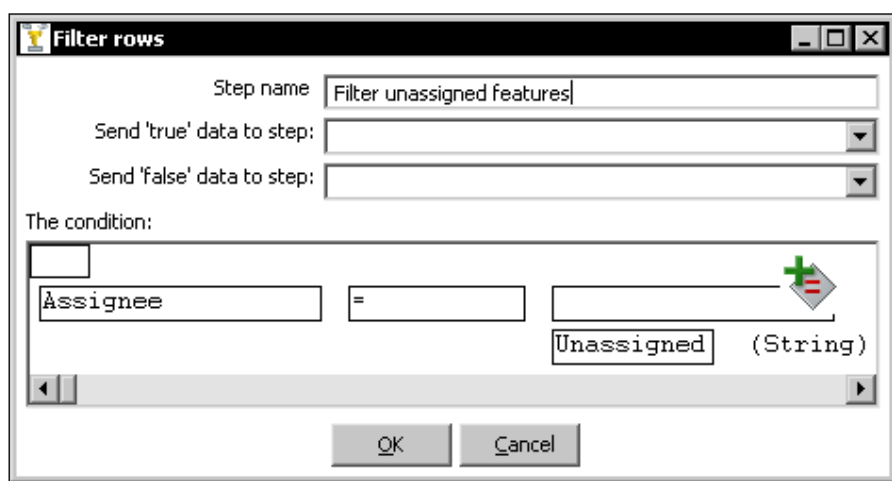 Filter rows
Step name Filter unassigned features
Send 'true' data to step:
Send 'false' data to step:
The condition:
Assignee = 
Unassigned (String)
OK Cancel